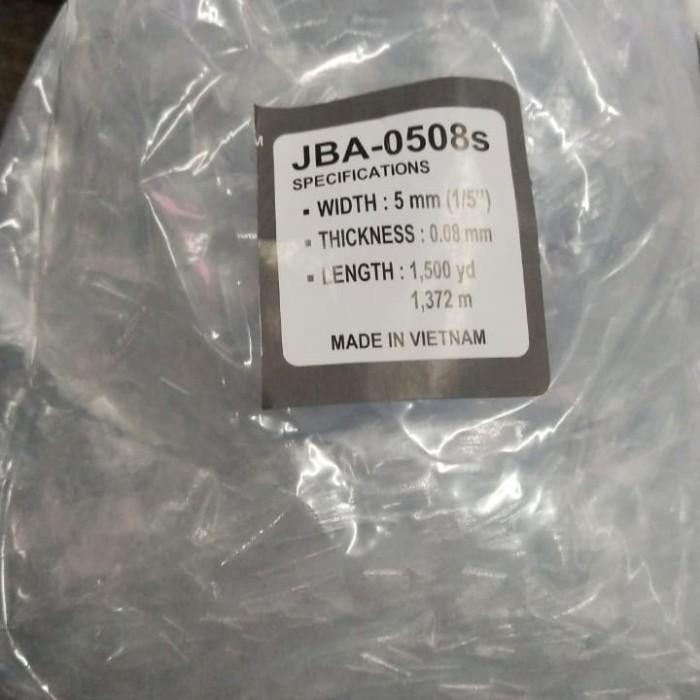 M
JBA-0508s
SPECIFICATIONS
▪ WIDTH : 5 mm (1/5")
▪ THICKNESS : 0.08 mm
▪ LENGTH : 1,500 yd
1,372 m
MADE IN VIETNAM